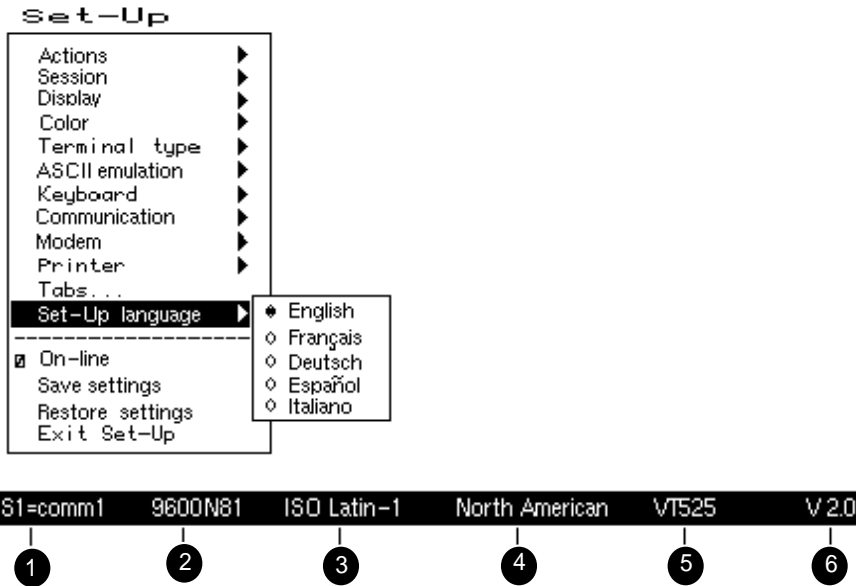 Set-Up
Actions
Session
Display
Color
Terminal type
ASCII emulation
Keyboard
Communication
Modem
Printer
Tabs...
Set-Up language
English
Français
Deutsch
Español
Italiano
On-line
Save settings
Restore settings
Exit Set-Up
S1=comm1 9600N81 ISO Latin-1 North American VT525 V 2.0
1 2 3 4 5 6